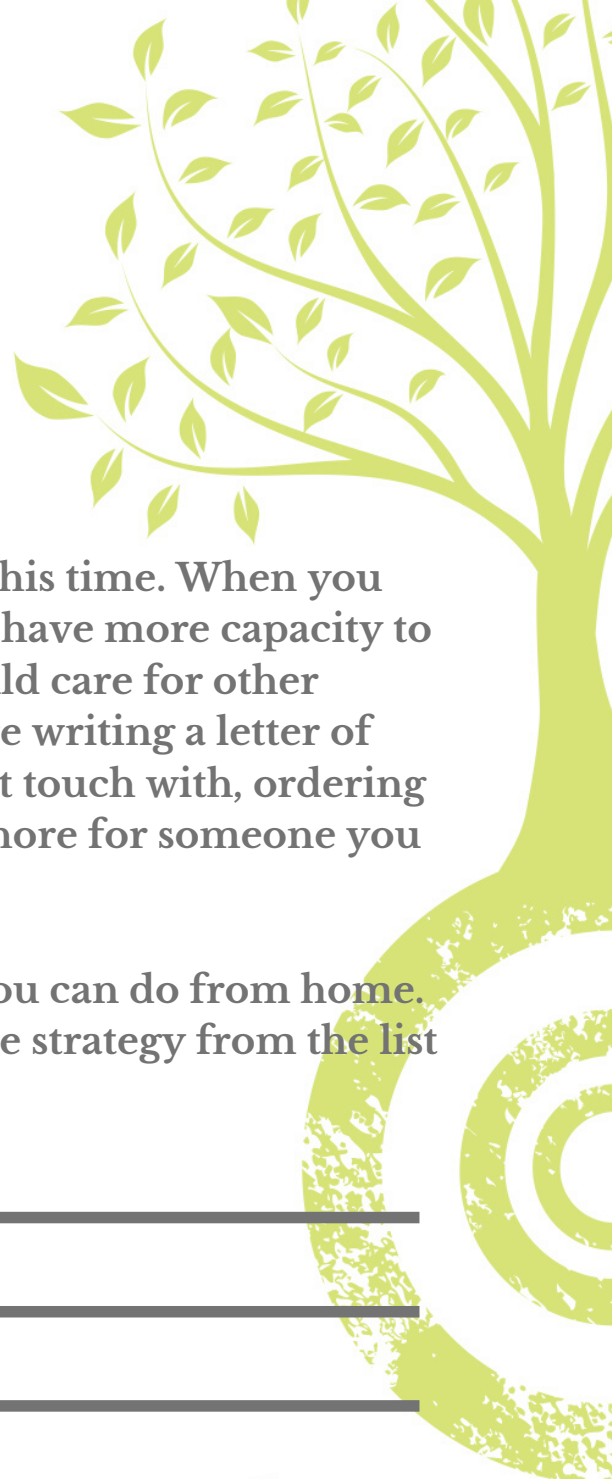 his time. When you
have more capacity to
ld care for other
e writing a letter of
t touch with, ordering
nore for someone you
ou can do from home.
e strategy from the list